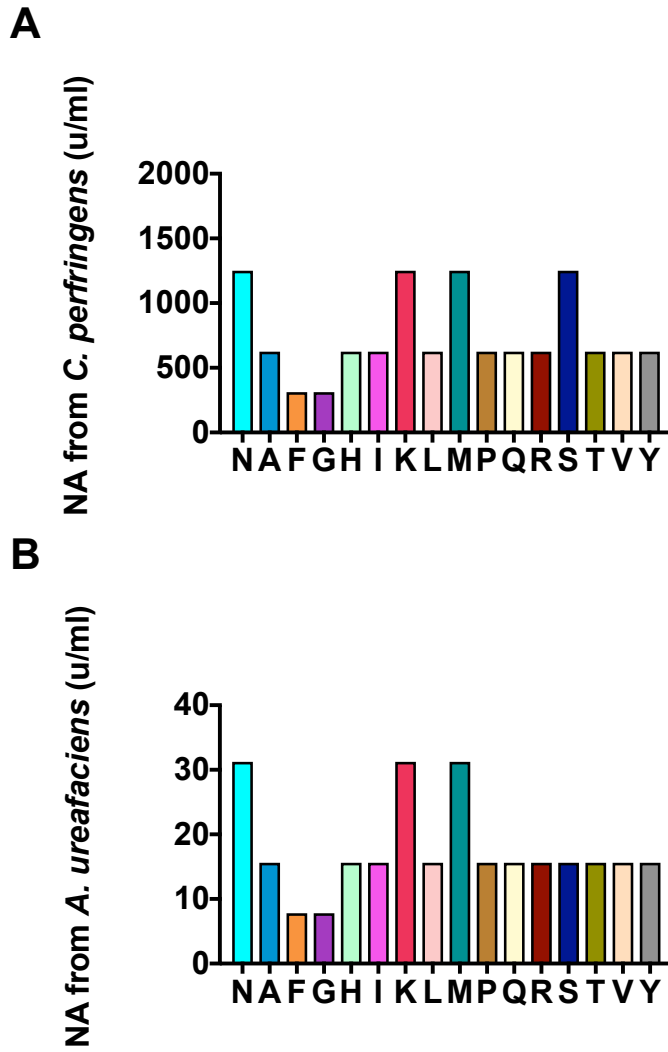 A
NA from C. perfringens (u/ml)
2000
1500
1000
500
0
N A F G H I K L M P Q R S T V Y
B
NA from A. ureafaciens (u/ml)
40
30
20
10
0
N A F G H I K L M P Q R S T V Y